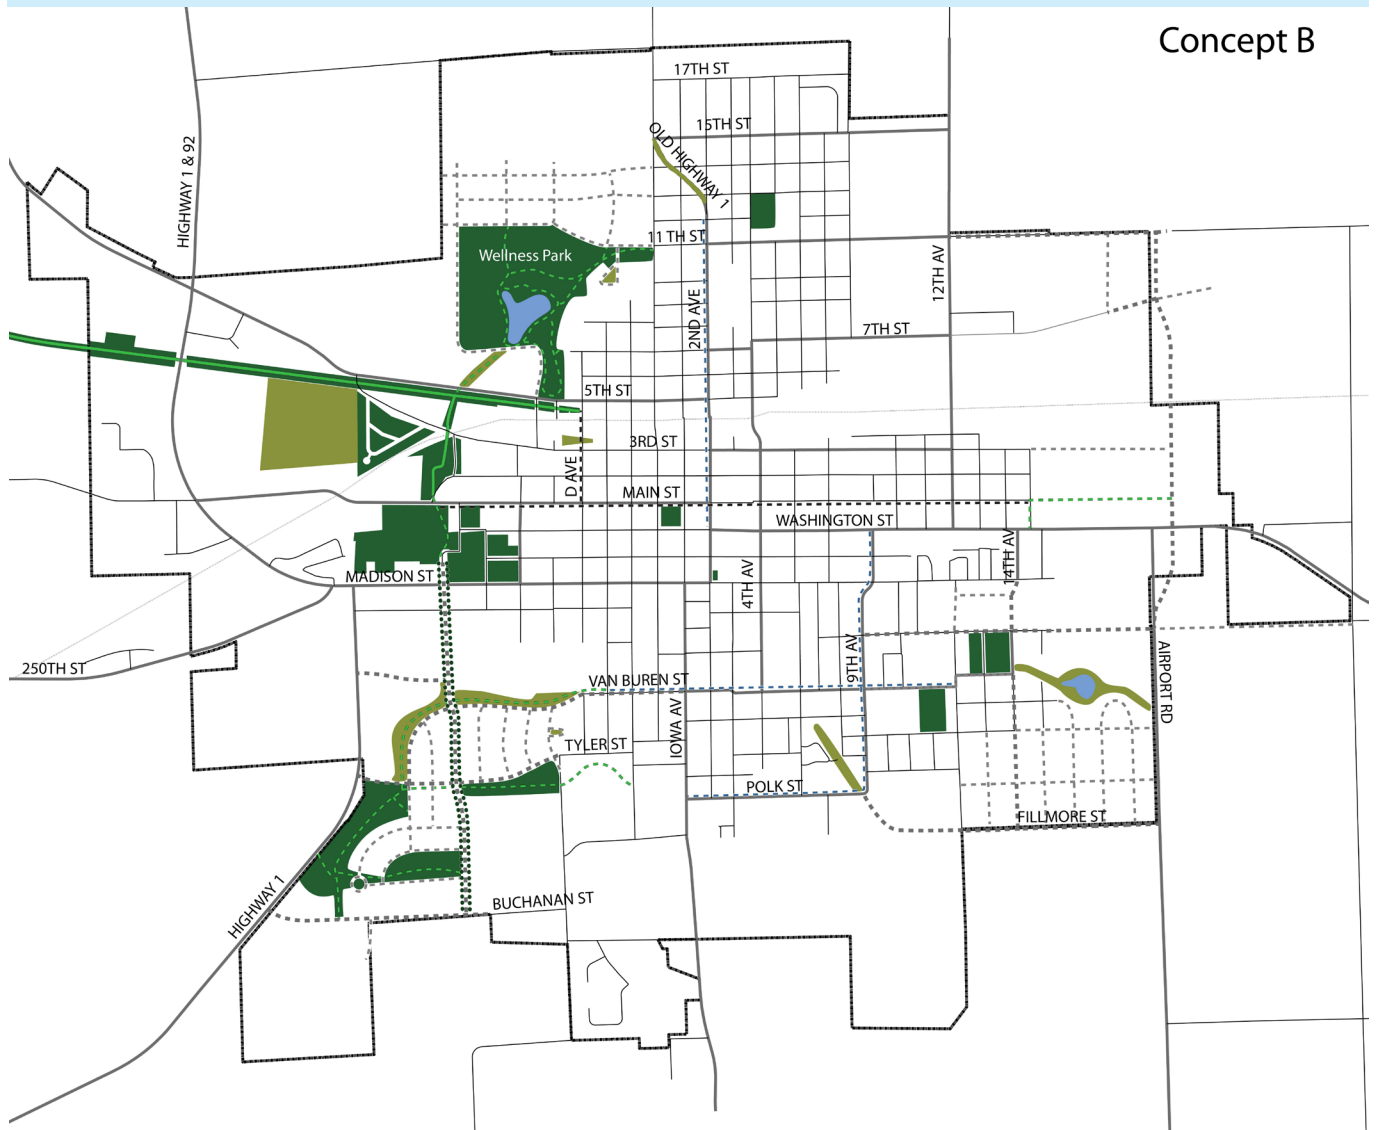 Concept B
17TH ST
15TH ST
OLD HIGHWAY 1
HIGHWAY 1 & 92
11 TH ST
Wellness Park
12TH AV
2ND AVE
7TH ST
5TH ST
3RD ST
D AVE
MAIN ST
WASHINGTON ST
14TH AV
MADISON ST
4TH AV
9TH AV
250TH ST
VAN BUREN ST
AIRPORT RD
IOWA AV
TYLER ST
POLK ST
FILLMORE ST
HIGHWAY 1
BUCHANAN ST